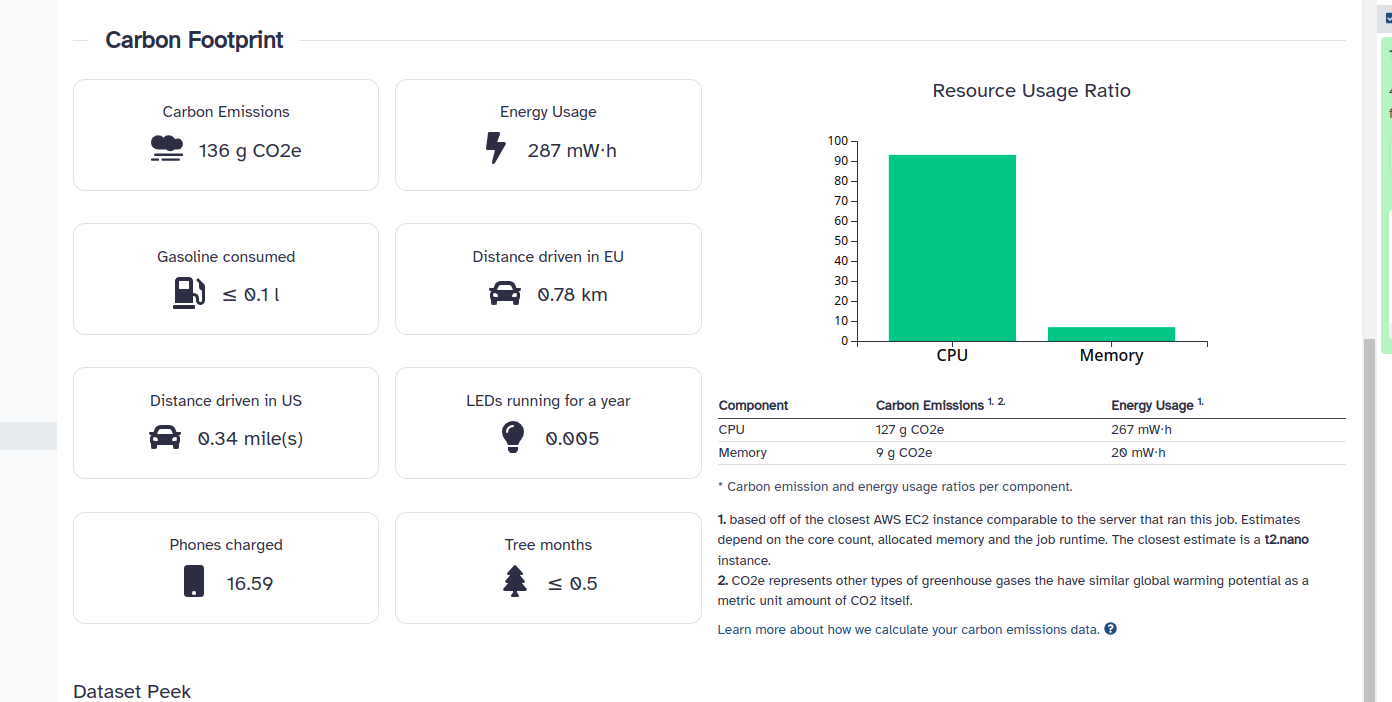 Carbon Footprint
Carbon Emissions
136 g CO2e
Energy Usage
287 mW·h
Gasoline consumed
≤ 0.1 l
Distance driven in EU
0.78 km
Distance driven in US
0.34 mile(s)
LEDs running for a year
0.005
Phones charged
16.59
Tree months
≤ 0.5
Resource Usage Ratio
100
90
80
70
60
50
40
30
20
10
0
CPU
Memory
Component Carbon Emissions 1. 2. Energy Usage 1.
CPU 127 g CO2e 267 mW·h
Memory 9 g CO2e 20 mW·h
* Carbon emission and energy usage ratios per component.
1. based off of the closest AWS EC2 instance comparable to the server that ran this job. Estimates
depend on the core count, allocated memory and the job runtime. The closest estimate is a t2.nano
instance.
2. CO2e represents other types of greenhouse gases the have similar global warming potential as a
metric unit amount of CO2 itself.
Learn more about how we calculate your carbon emissions data.
Dataset Peek